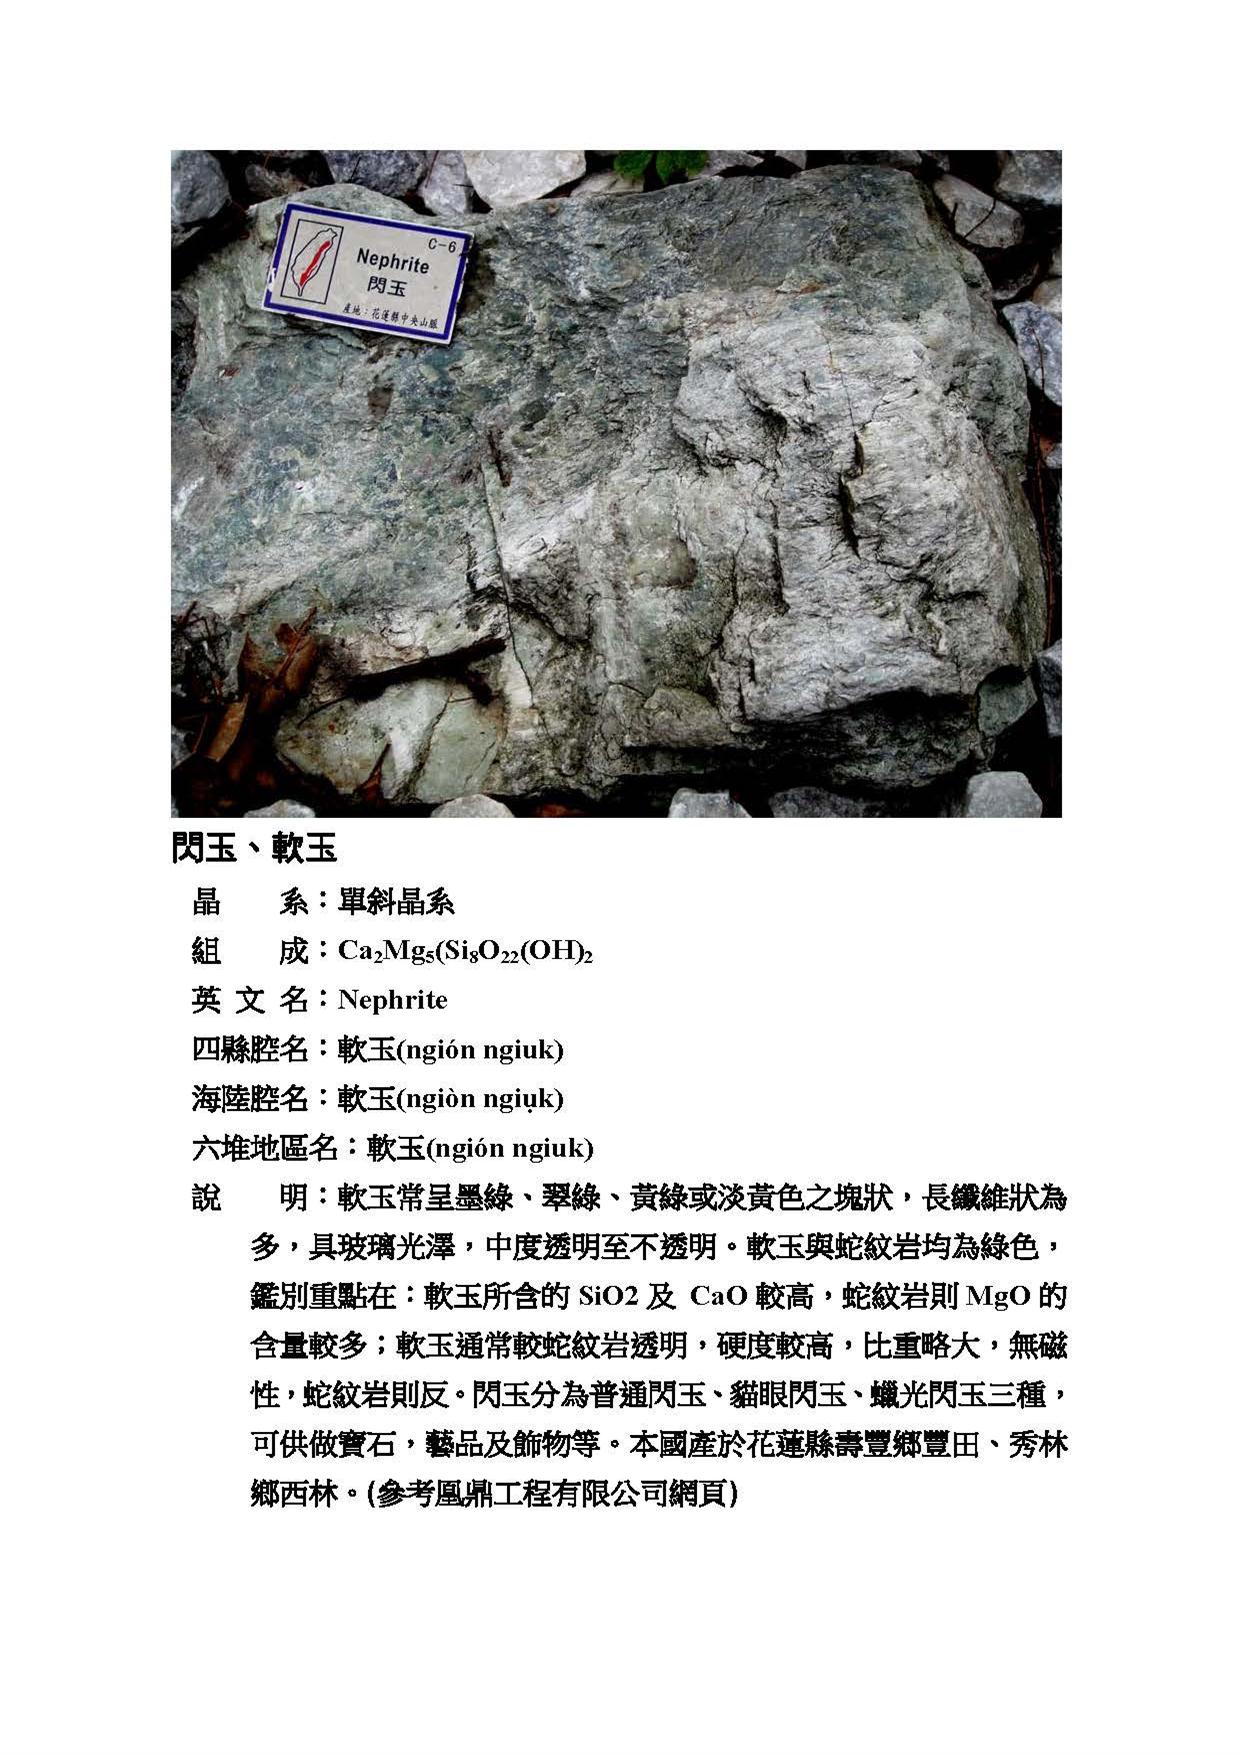 C-6
Nephrite
閃玉
產地：花蓮縣中央山脈
閃玉、軟玉
晶　　系：單斜晶系
組　　成：Ca₂Mg₅(Si₈O₂₂(OH)₂
英 文 名：Nephrite
四縣腔名：軟玉(ngión ngiuk)
海陸腔名：軟玉(ngiòn ngiṳk)
六堆地區名：軟玉(ngión ngiuk)
說　　明：軟玉常呈墨綠、翠綠、黃綠或淡黃色之塊狀，長纖維狀為
多，具玻璃光澤，中度透明至不透明。軟玉與蛇紋岩均為綠色，
鑑別重點在：軟玉所含的 SiO2 及 CaO 較高，蛇紋岩則 MgO 的
含量較多；軟玉通常較蛇紋岩透明，硬度較高，比重略大，無磁
性，蛇紋岩則反。閃玉分為普通閃玉、貓眼閃玉、蠟光閃玉三種，
可供做寶石，藝品及飾物等。本國產於花蓮縣壽豐鄉豐田、秀林
鄉西林。(參考凰鼎工程有限公司網頁)